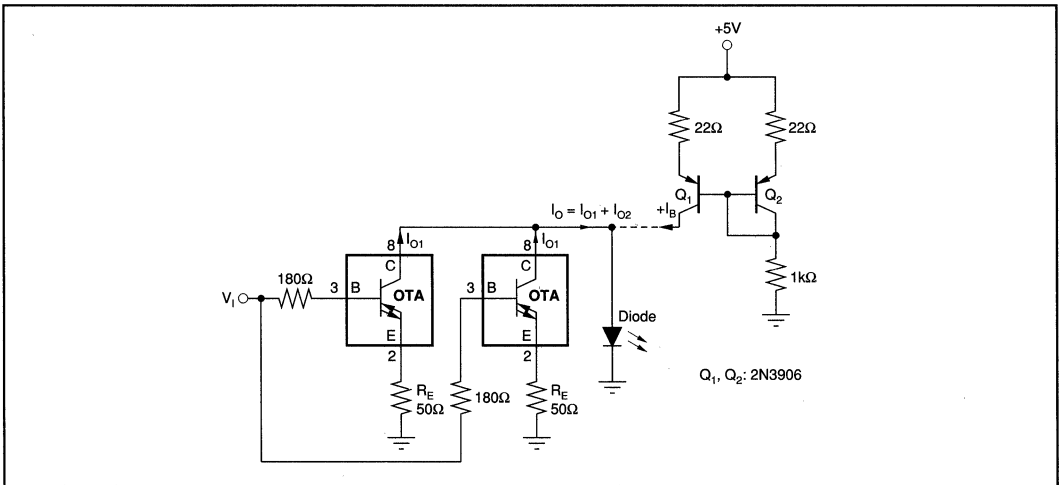 +5V
22Ω
22Ω
Q1
Q2
IO = IO1 + IO2
+IB
8
IO1
8
IO1
C
C
180Ω
1kΩ
VI
3
B
OTA
3
B
OTA
Diode
E
E
2
2
RE
50Ω
180Ω
RE
50Ω
Q1, Q2: 2N3906